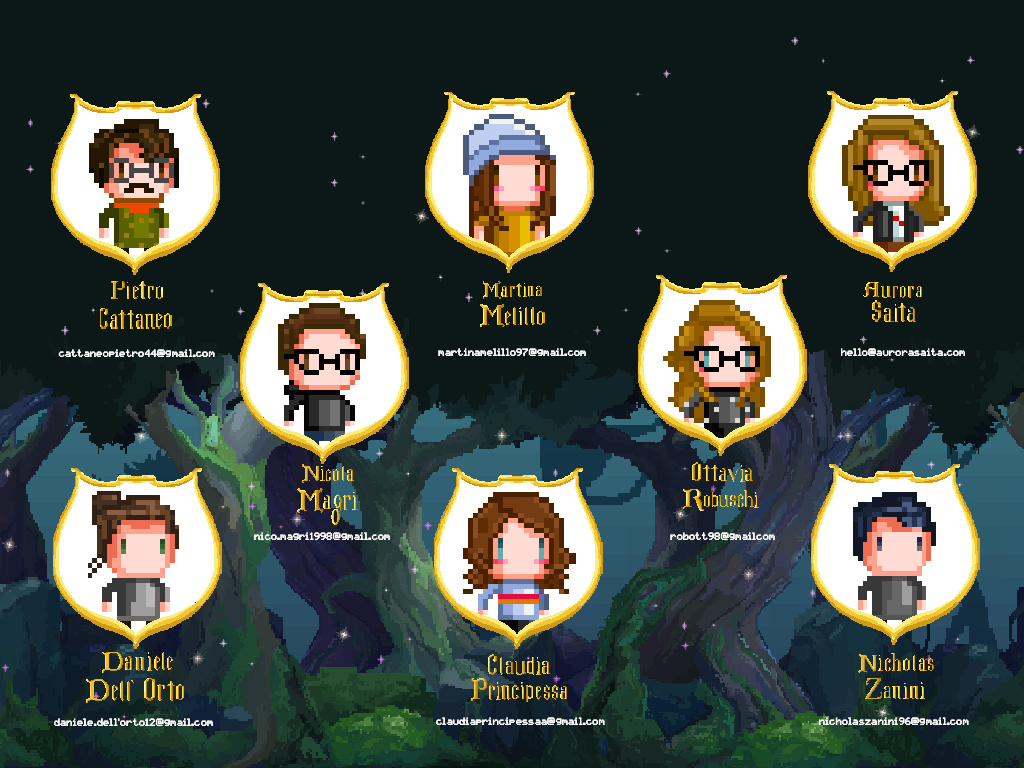 Pietro
Cattaneo
cattaneopietro44@gmail.com
Martina
Melillo
martinamelillo97@gmail.com
Aurora
Saita
hello@aurorasaita.com
Nicola
Magri
nico.magri1998@gmail.com
Ottavia
Robuschi
robott98@gmailcom
Daniele
Dell' Orto
daniele.dell'orto12@gmail.com
Claudia
Principessa
claudiaprincipessaa@gmail.com
Nicholas
Zanini
nicholaszanini96@gmail.com